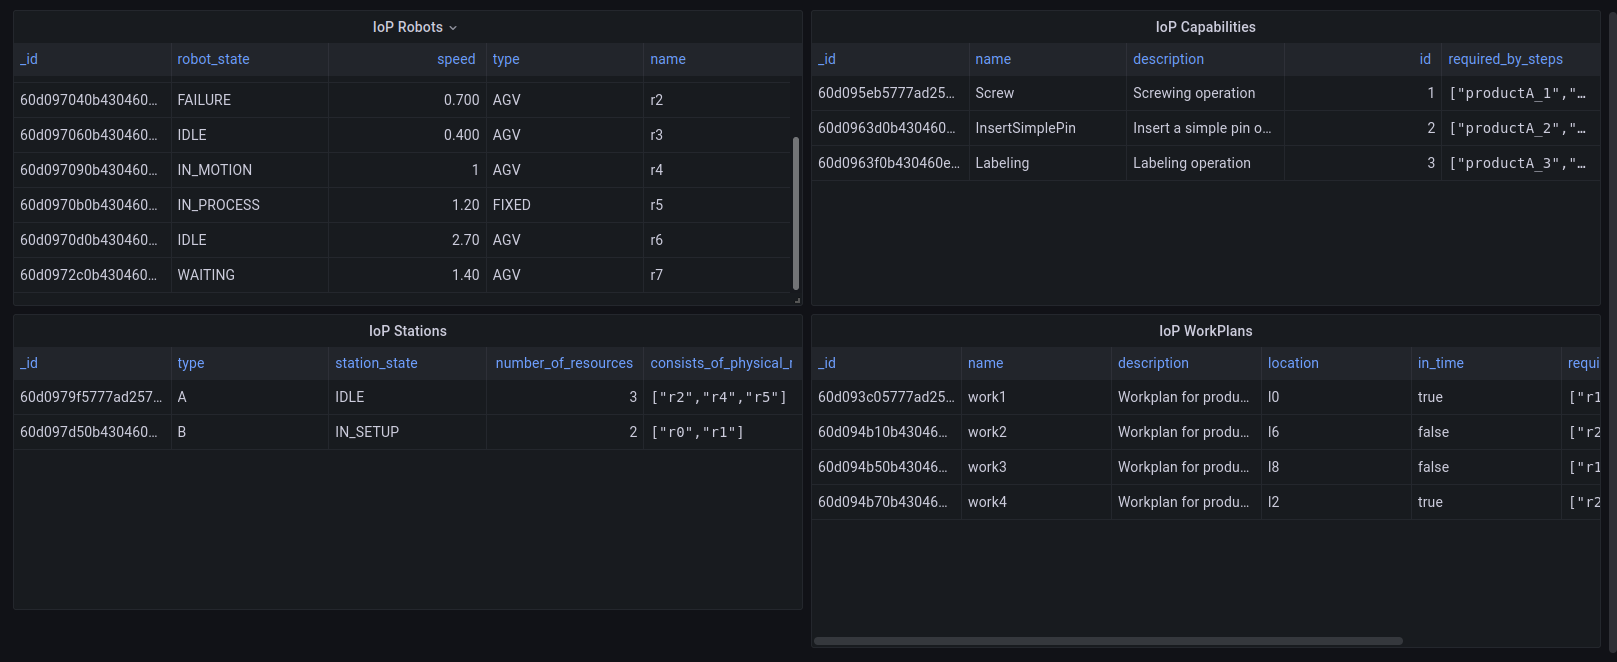 IoP Robots
_id robot_state speed type name
60d097040b430460... FAILURE 0.700 AGV r2
60d097060b430460... IDLE 0.400 AGV r3
60d097090b430460... IN_MOTION 1 AGV r4
60d0970b0b430460... IN_PROCESS 1.20 FIXED r5
60d0970d0b430460... IDLE 2.70 AGV r6
60d0972c0b430460... WAITING 1.40 AGV r7
IoP Capabilities
_id name description id required_by_steps
60d095eb5777ad25... Screw Screwing operation 1 ["productA_1","...
60d0963d0b430460... InsertSimplePin Insert a simple pin o... 2 ["productA_2","...
60d0963f0b430460e... Labeling Labeling operation 3 ["productA_3","...
IoP Stations
_id type station_state number_of_resources consists_of_physical_r
60d0979f5777ad257... A IDLE 3 ["r2","r4","r5"]
60d097d50b430460... B IN_SETUP 2 ["r0","r1"]
IoP WorkPlans
_id name description location in_time requi
60d093c05777ad25... work1 Workplan for produ... l0 true ["r1
60d094b10b43046... work2 Workplan for produ... l6 false ["r2
60d094b50b43046... work3 Workplan for produ... l8 false ["r1
60d094b70b43046... work4 Workplan for produ... l2 true ["r2